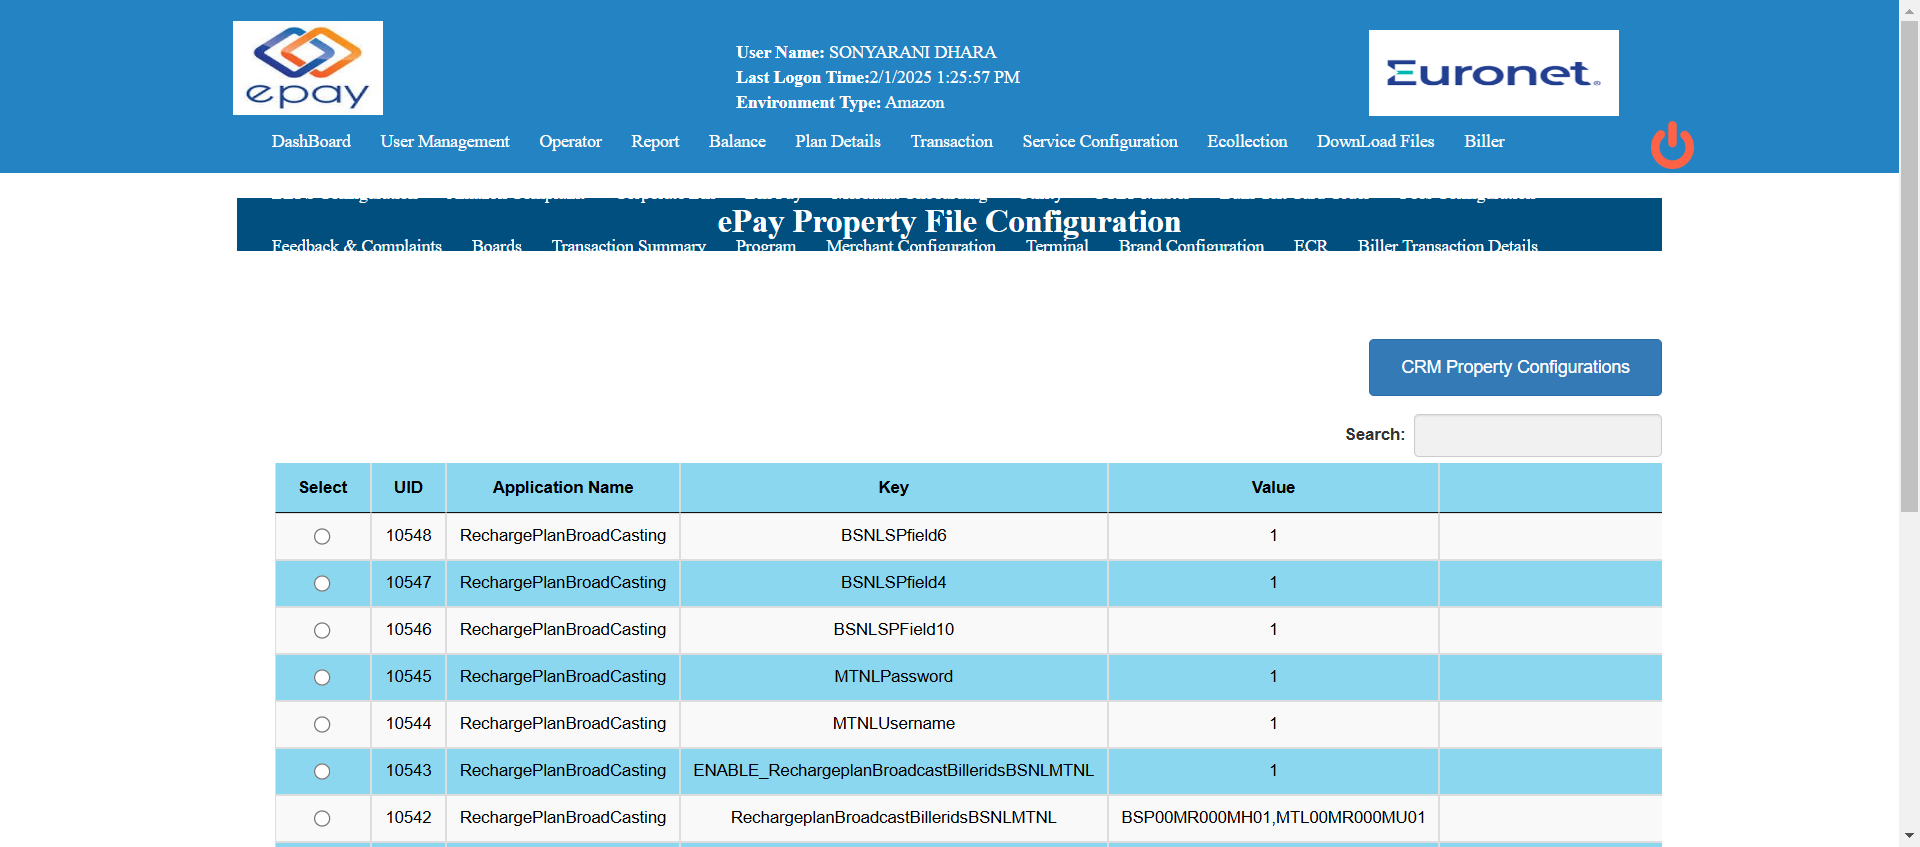 epay
User Name: SONYARANI DHARA
Last Logon Time:2/1/2025 1:25:57 PM
Environment Type: Amazon
Euronet
DashBoard User Management Operator Report Balance Plan Details Transaction Service Configuration Ecollection DownLoad Files Biller
ePay Property File Configuration
Feedback & Complaints Boards Transaction Summary Program Merchant Configuration Terminal Brand Configuration ECR Biller Transaction Details
CRM Property Configurations
Search:
Select UID Application Name Key Value
10548 RechargePlanBroadCasting BSNLSPfield6 1
10547 RechargePlanBroadCasting BSNLSPfield4 1
10546 RechargePlanBroadCasting BSNLSPField10 1
10545 RechargePlanBroadCasting MTNLPassword 1
10544 RechargePlanBroadCasting MTNLUsername 1
10543 RechargePlanBroadCasting ENABLE_RechargeplanBroadcastBilleridsBSNLMTNL 1
10542 RechargePlanBroadCasting RechargeplanBroadcastBilleridsBSNLMTNL BSP00MR000MH01,MTL00MR000MU01